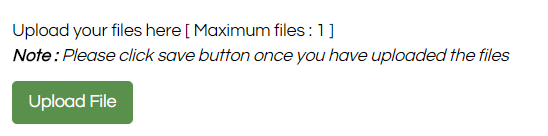 Upload your files here [ Maximum files : 1 ]
Note : Please click save button once you have uploaded the files
Upload File